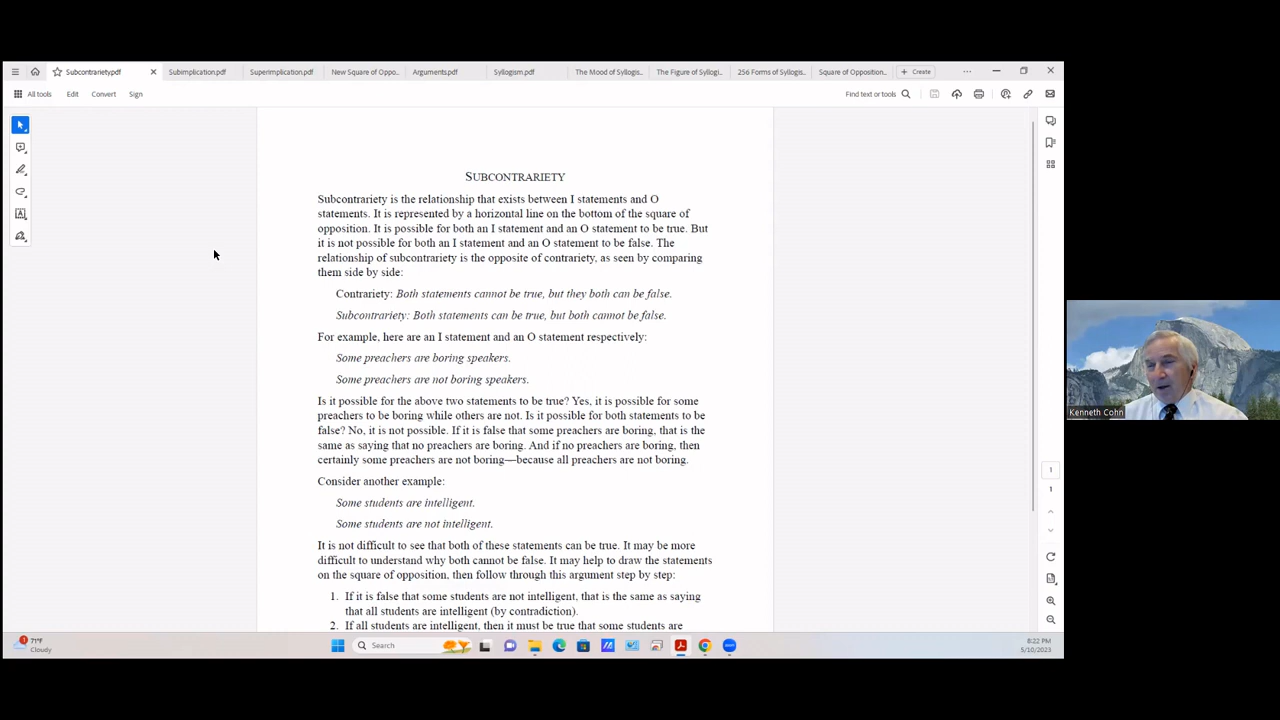 Subcontrariety.pdf
Subimplication.pdf
Superimplication.pdf
New Square of Oppo...
Arguments.pdf
Syllogism.pdf
The Mood of Syllogis...
The Figure of Syllogi...
256 Forms of Syllogis...
Square of Opposition...
Create
All tools
Edit
Convert
Sign
Find text or tools
SUBCONTRARIETY
Subcontrariety is the relationship that exists between I statements and O
statements. It is represented by a horizontal line on the bottom of the square of
opposition. It is possible for both an I statement and an O statement to be true. But
it is not possible for both an I statement and an O statement to be false. The
relationship of subcontrariety is the opposite of contrariety, as seen by comparing
them side by side:
Contrariety: Both statements cannot be true, but they both can be false.
Subcontrariety: Both statements can be true, but both cannot be false.
For example, here are an I statement and an O statement respectively:
Some preachers are boring speakers.
Some preachers are not boring speakers.
Is it possible for the above two statements to be true? Yes, it is possible for some
preachers to be boring while others are not. Is it possible for both statements to be
false? No, it is not possible. If it is false that some preachers are boring, that is the
same as saying that no preachers are boring. And if no preachers are boring, then
certainly some preachers are not boring—because all preachers are not boring.
Consider another example:
Some students are intelligent.
Some students are not intelligent.
It is not difficult to see that both of these statements can be true. It may be more
difficult to understand why both cannot be false. It may help to draw the statements
on the square of opposition, then follow through this argument step by step:
1. If it is false that some students are not intelligent, that is the same as saying
that all students are intelligent (by contradiction).
2. If all students are intelligent, then it must be true that some students are
1
1
Kenneth Cohn
1
71°F
Cloudy
Search
8:22 PM
5/10/2023